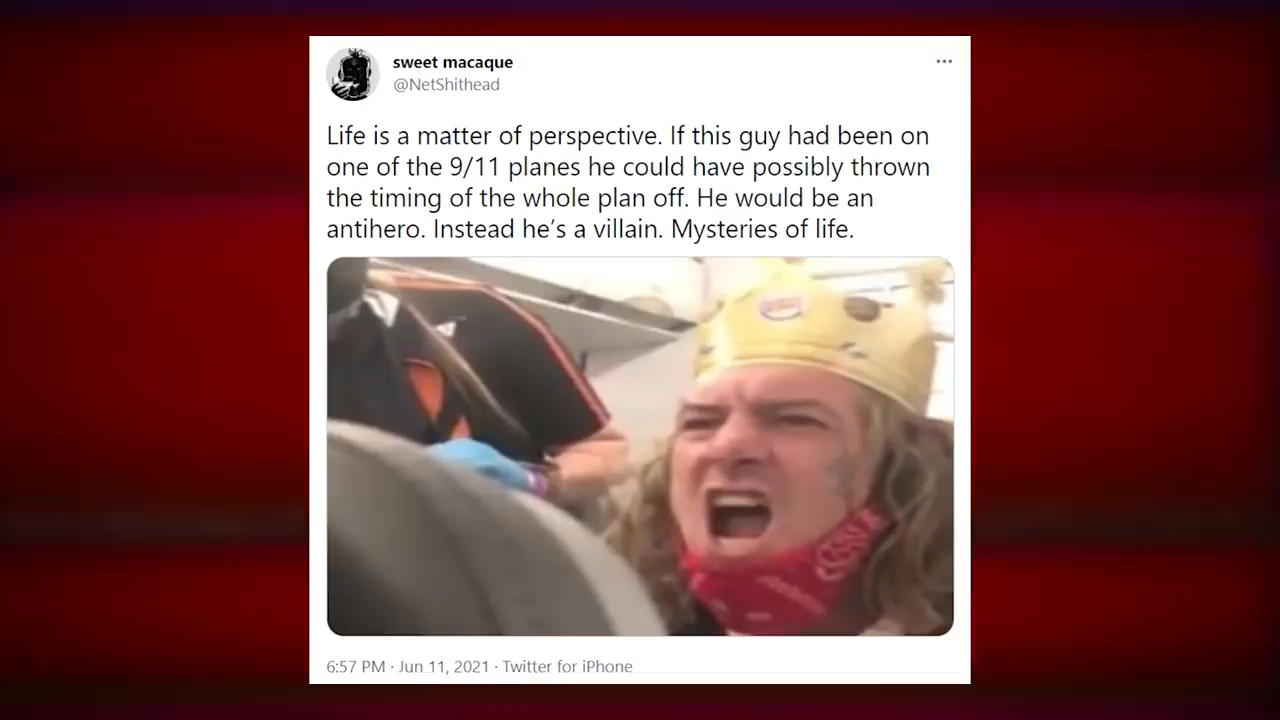 sweet macaque
@NetShithead
Life is a matter of perspective. If this guy had been on
one of the 9/11 planes he could have possibly thrown
the timing of the whole plan off. He would be an
antihero. Instead he's a villain. Mysteries of life.
6:57 PM · Jun 11, 2021 · Twitter for iPhone